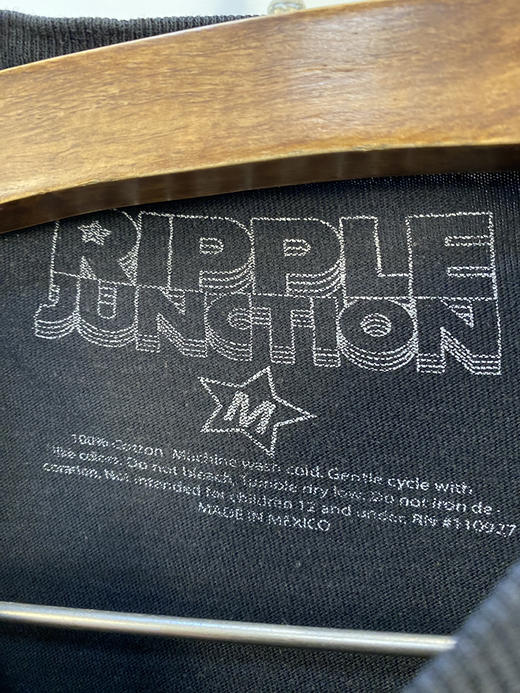 RIPPLE
JUNCTION
M
100% Cotton Machine wash cold. Gentle cycle with
like colors. Do not bleach, Tumble dry low, Do not iron de-
coration. Not intended for children 12 and under. RN #110927
MADE IN MEXICO